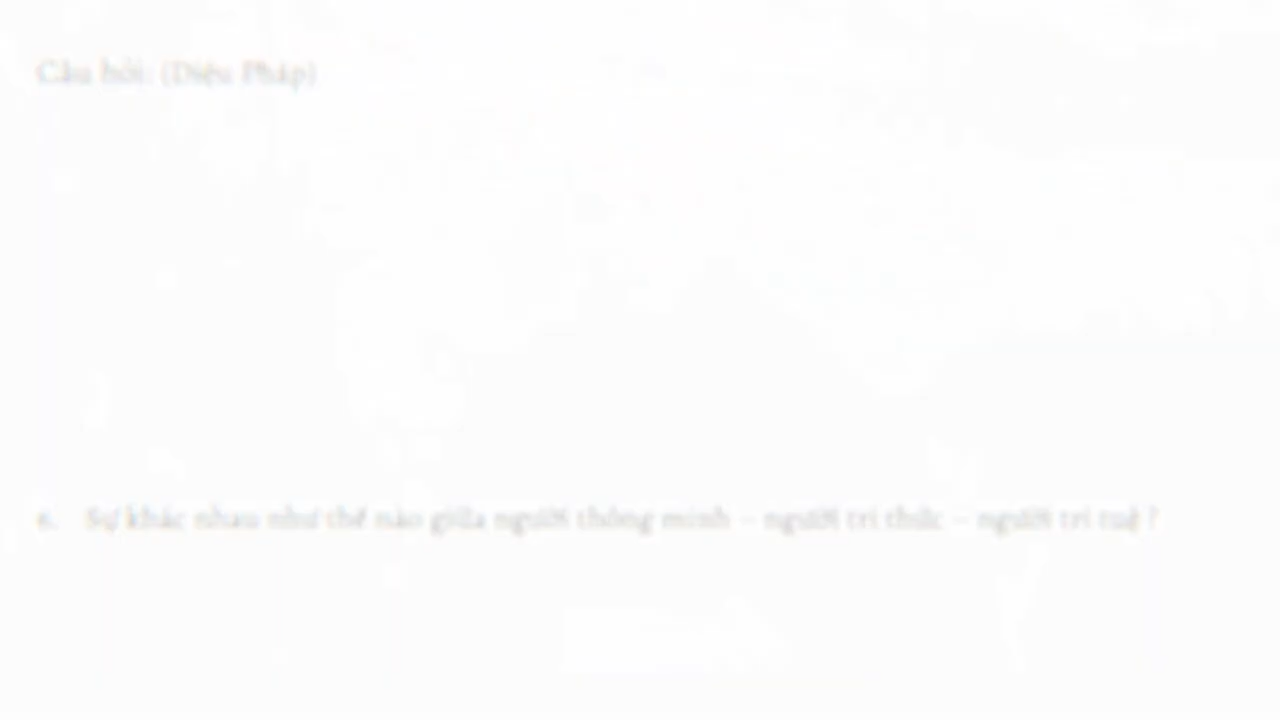 Câu hỏi: (Diệu Pháp)
6. Sự khác nhau như thế nào giữa người thông minh – người trí thức – người trí tuệ ?